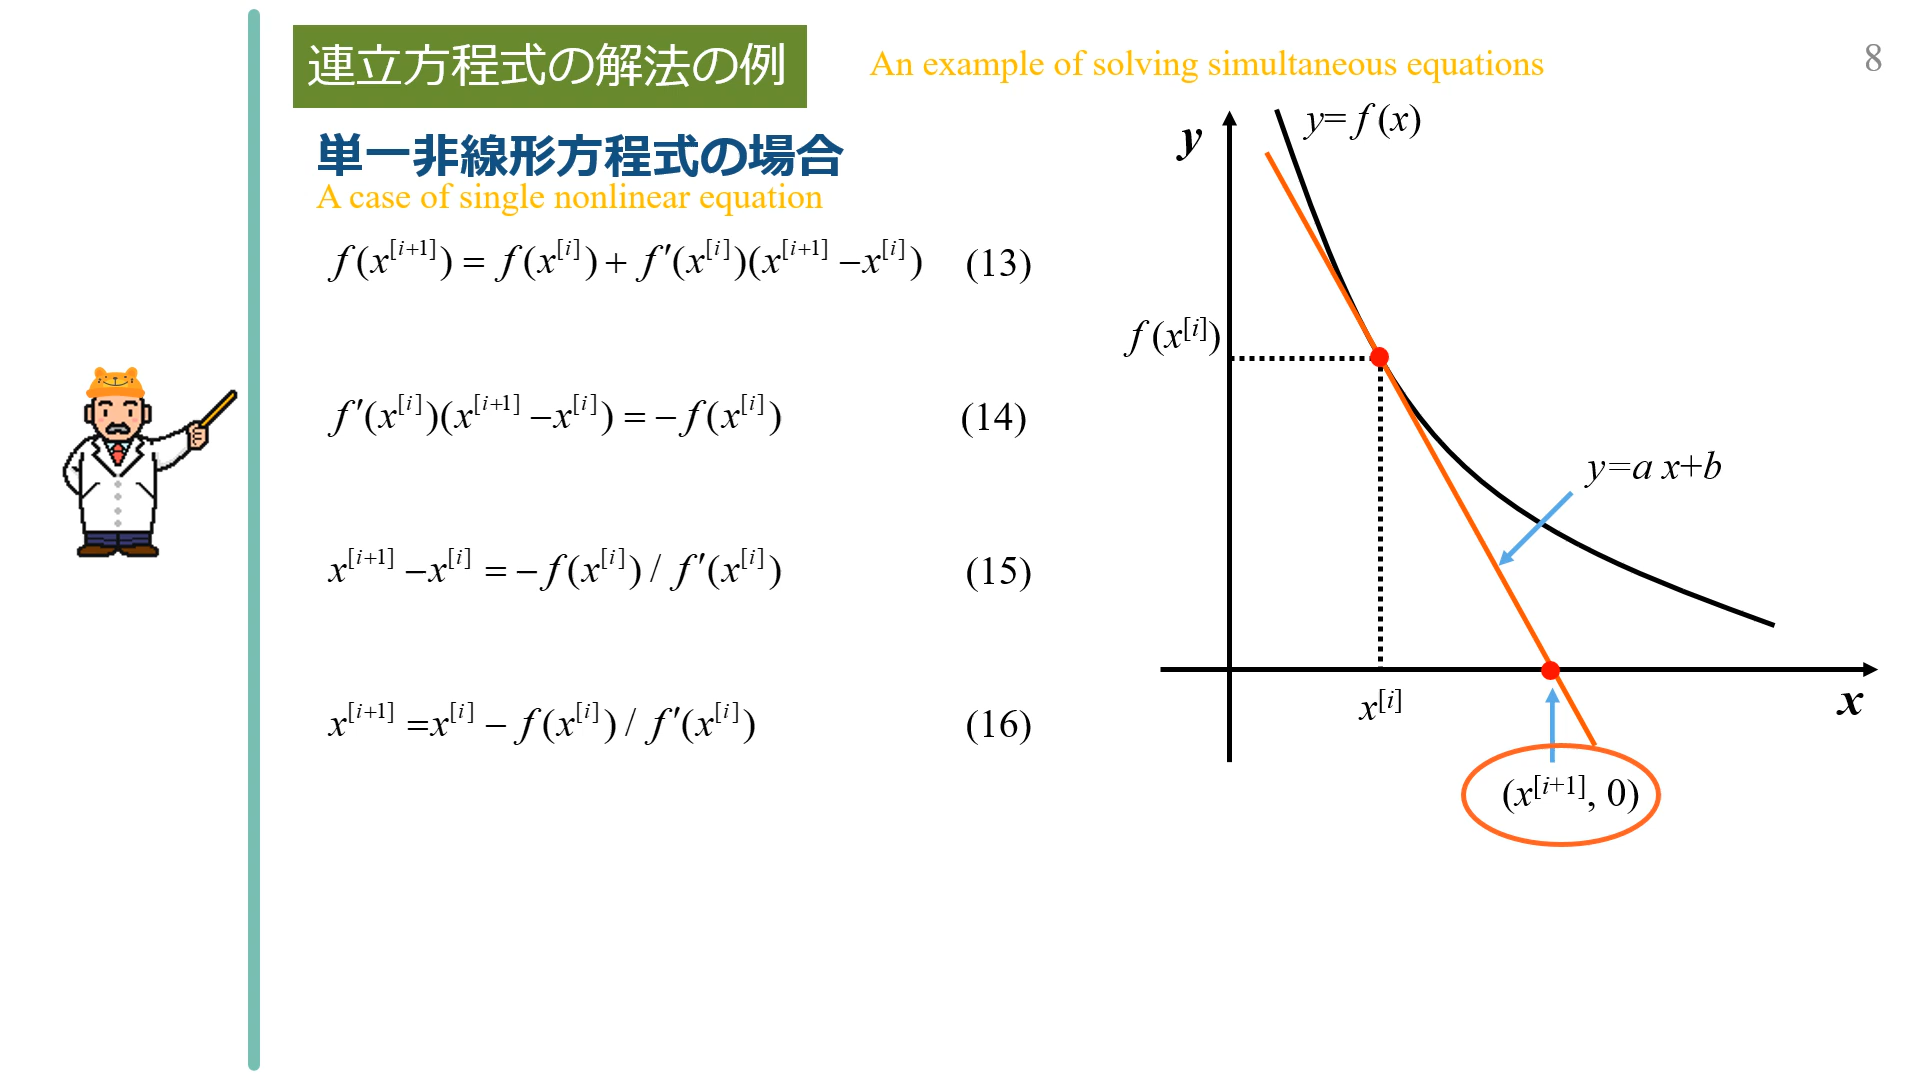 連立方程式の解法の例
An example of solving simultaneous equations
8
単一非線形方程式の場合
A case of single nonlinear equation
f(x^[i+1]) = f(x^[i]) + f′(x^[i])(x^[i+1] −x^[i]) (13)
f′(x^[i])(x^[i+1] −x^[i]) = − f(x^[i]) (14)
x^[i+1] −x^[i] = − f(x^[i]) / f′(x^[i]) (15)
x^[i+1] =x^[i] − f(x^[i]) / f′(x^[i]) (16)
y
y= f (x)
f (x^[i])
y=a x+b
x^[i]
x
(x^[i+1], 0)